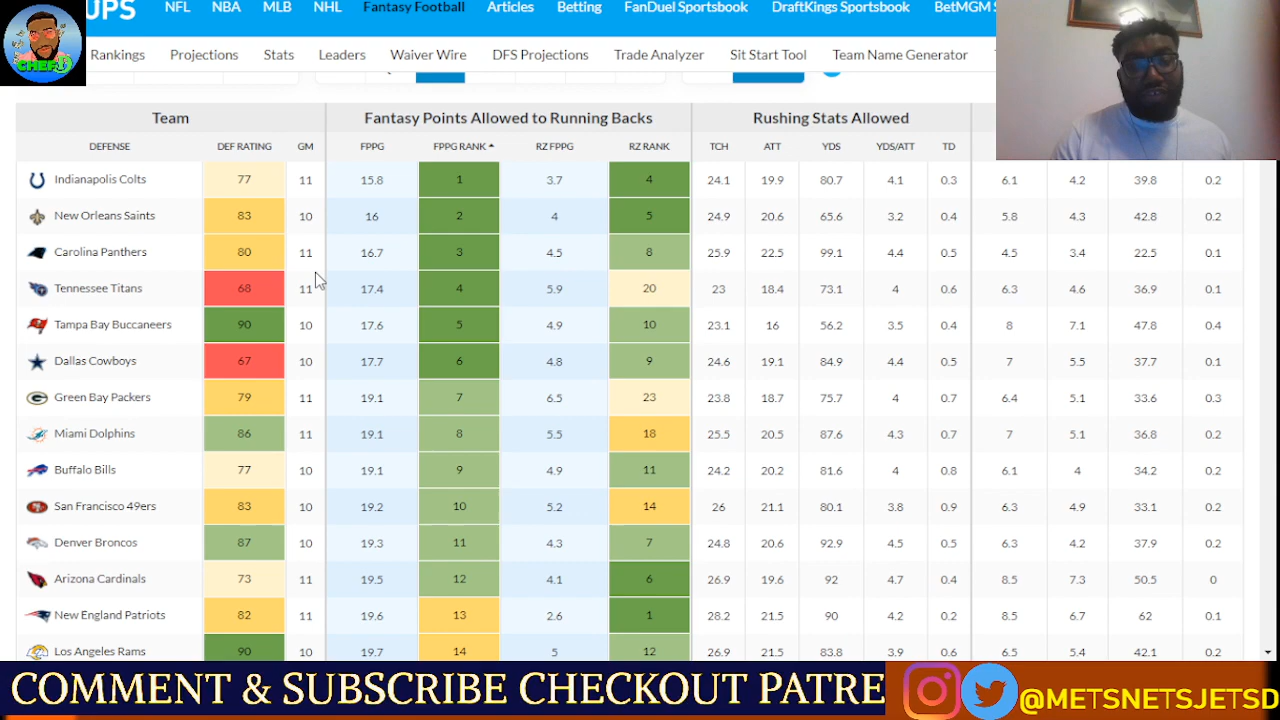 UPS NFL NBA MLB NHL Fantasy Football Articles Betting FanDuel Sportsbook DraftKings Sportsbook BetMGM
CHEF
Rankings Projections Stats Leaders Waiver Wire DFS Projections Trade Analyzer Sit Start Tool Team Name Generator
Team Fantasy Points Allowed to Running Backs Rushing Stats Allowed
DEFENSE DEF RATING GM FPPG FPPG RANK RZ FPPG RZ RANK TCH ATT YDS YDS/ATT TD
Indianapolis Colts 77 11 15.8 1 3.7 4 24.1 19.9 80.7 4.1 0.3 6.1 4.2 39.8 0.2
New Orleans Saints 83 10 16 2 4 5 24.9 20.6 65.6 3.2 0.4 5.8 4.3 42.8 0.2
Carolina Panthers 80 11 16.7 3 4.5 8 25.9 22.5 99.1 4.4 0.5 4.5 3.4 22.5 0.1
Tennessee Titans 68 11 17.4 4 5.9 20 23 18.4 73.1 4 0.6 6.3 4.6 36.9 0.1
Tampa Bay Buccaneers 90 10 17.6 5 4.9 10 23.1 16 56.2 3.5 0.4 8 7.1 47.8 0.4
Dallas Cowboys 67 10 17.7 6 4.8 9 24.6 19.1 84.9 4.4 0.5 7 5.5 37.7 0.1
Green Bay Packers 79 11 19.1 7 6.5 23 23.8 18.7 75.7 4 0.7 6.4 5.1 33.6 0.3
Miami Dolphins 86 11 19.1 8 5.5 18 25.5 20.5 87.6 4.3 0.7 7 5.1 36.8 0.2
Buffalo Bills 77 10 19.1 9 4.9 11 24.2 20.2 81.6 4 0.8 6.1 4 34.2 0.2
San Francisco 49ers 83 10 19.2 10 5.2 14 26 21.1 80.1 3.8 0.9 6.3 4.9 33.1 0.2
Denver Broncos 87 10 19.3 11 4.3 7 24.8 20.6 92.9 4.5 0.5 6.3 4.2 37.9 0.2
Arizona Cardinals 73 11 19.5 12 4.1 6 26.9 19.6 92 4.7 0.4 8.5 7.3 50.5 0
New England Patriots 82 11 19.6 13 2.6 1 28.2 21.5 90 4.2 0.2 8.5 6.7 62 0.1
Los Angeles Rams 90 10 19.7 14 5 12 26.9 21.5 83.8 3.9 0.6 6.5 5.4 42.1 0.2
COMMENT & SUBSCRIBE CHECKOUT PATRE
@METSNETSJETSD